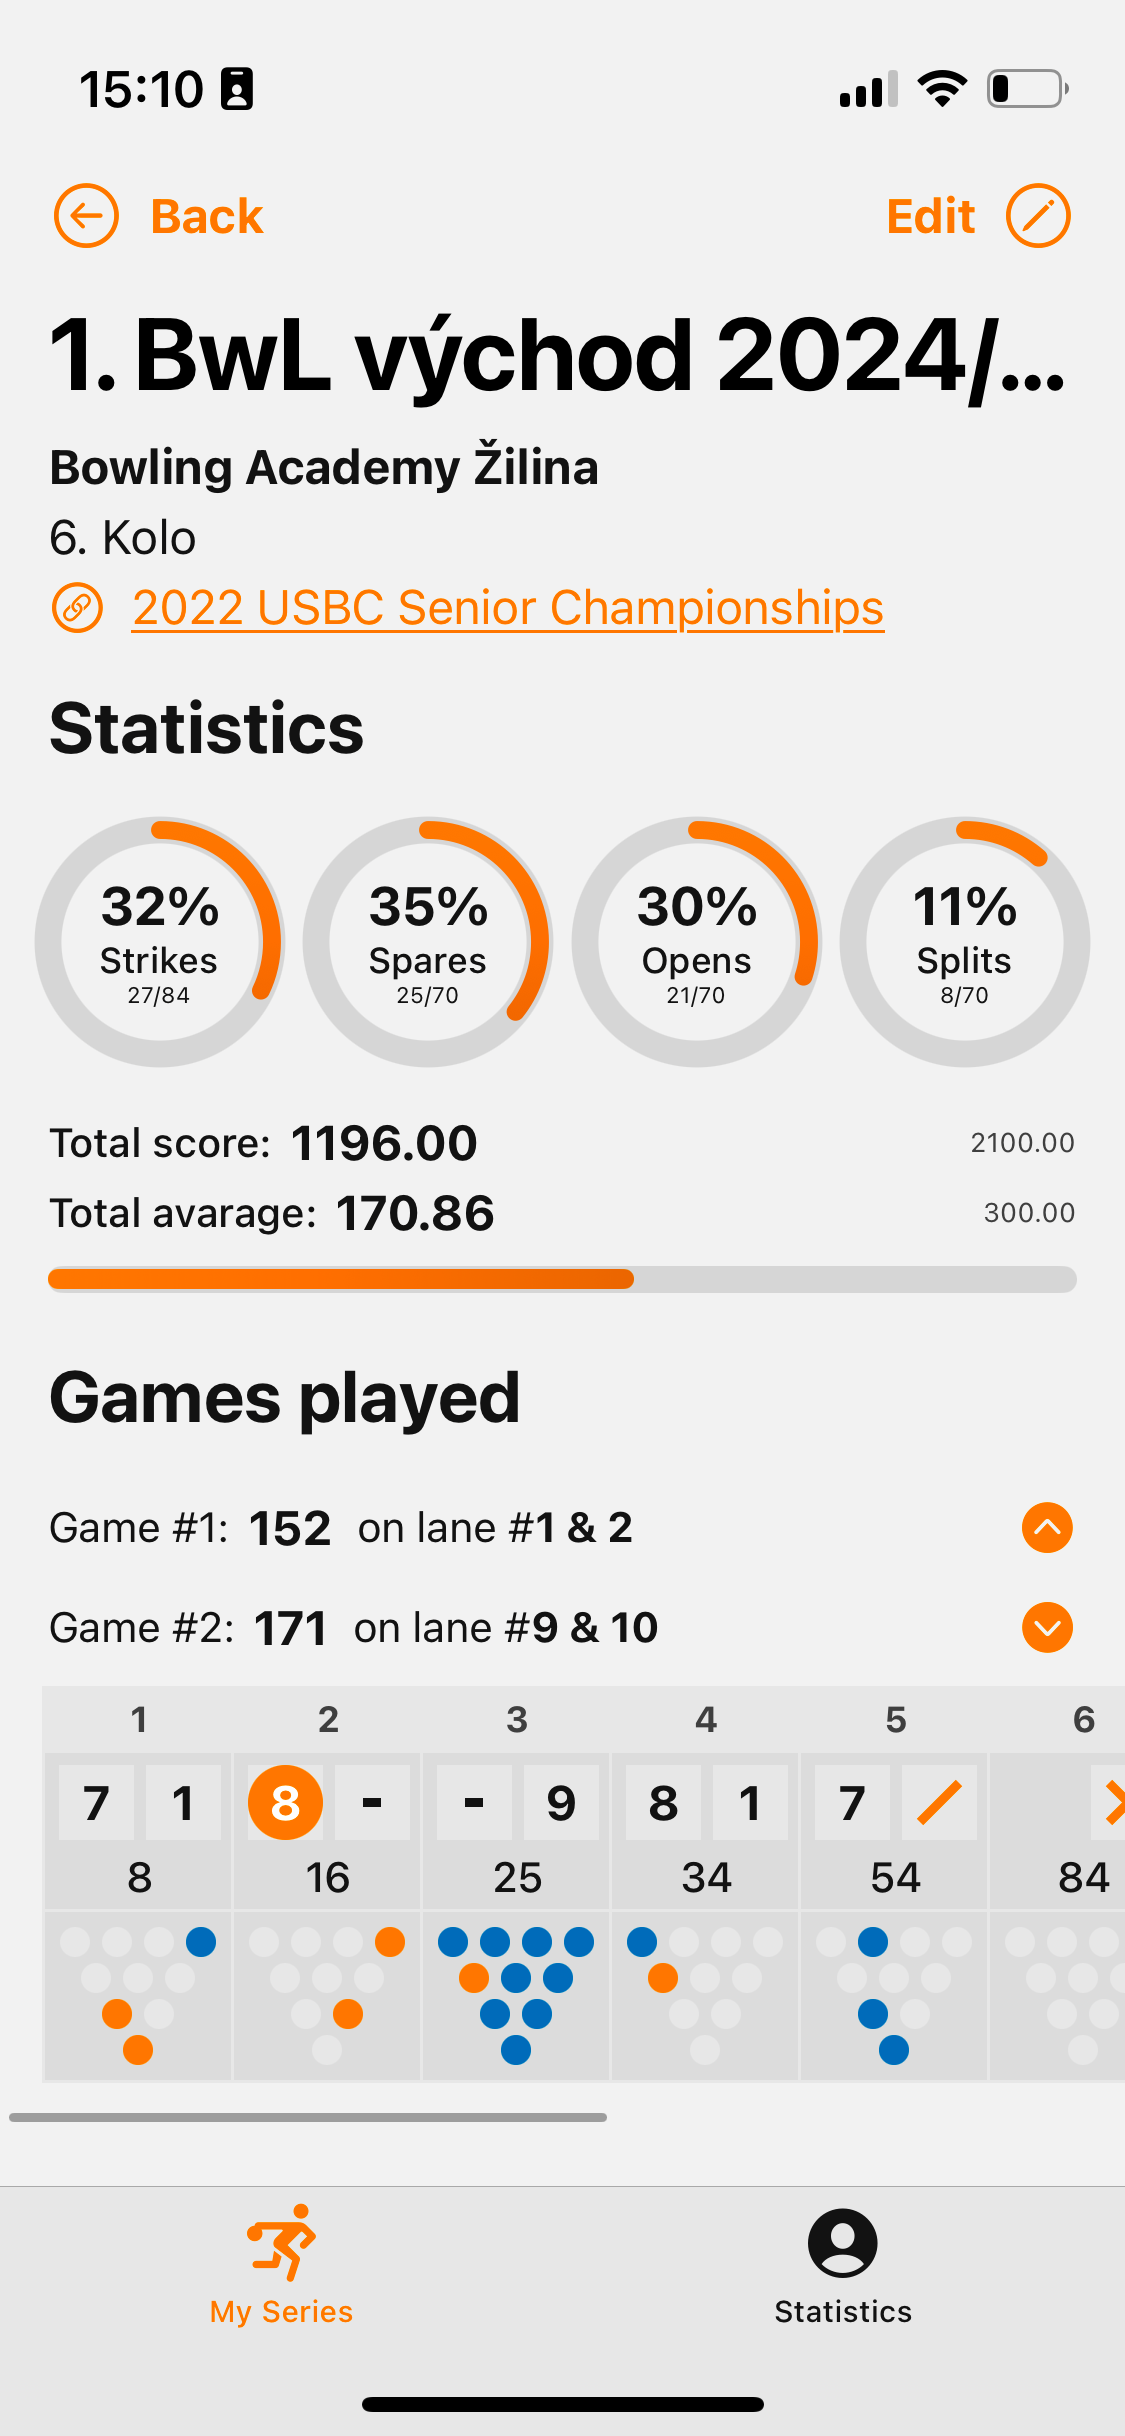 15:10
Back Edit
1. BwL východ 2024/...
Bowling Academy Žilina
6. Kolo
2022 USBC Senior Championships
Statistics
32% 35% 30% 11%
Strikes Spares Opens Splits
27/84 25/70 21/70 8/70
Total score: 1196.00 2100.00
Total avarage: 170.86 300.00
Games played
Game #1: 152 on lane #1 & 2
Game #2: 171 on lane #9 & 10
1 2 3 4 5 6
7 1 8 - - 9 8 1 7 /
8 16 25 34 54 84
My Series Statistics